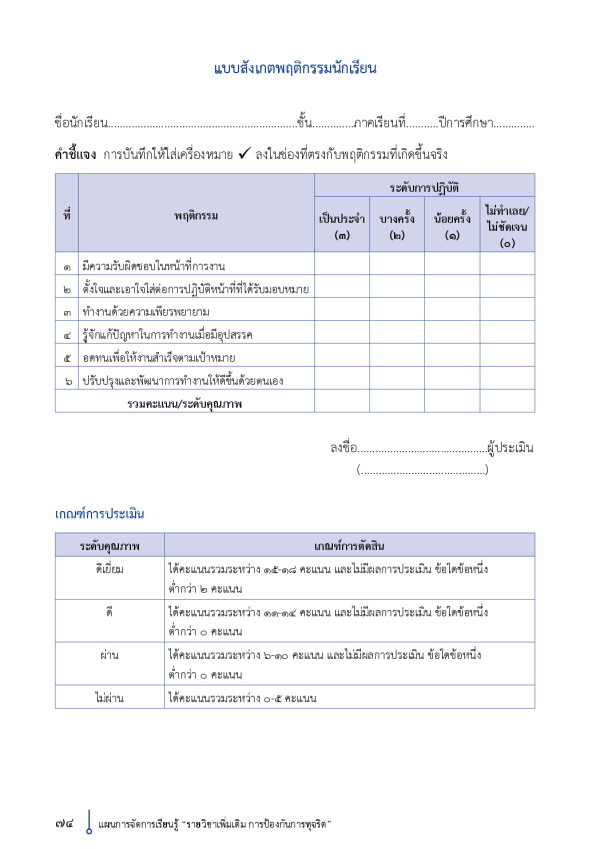 แบบสังเกตพฤติกรรมนักเรียน
ชื่อนักเรียน................................................................ชั้น..............ภาคเรียนที่...........ปีการศึกษา..............
คำชี้แจง การบันทึกให้ใส่เครื่องหมาย ✓ ลงในช่องที่ตรงกับพฤติกรรมที่เกิดขึ้นจริง
ที่ พฤติกรรม ระดับการปฏิบัติ
เป็นประจำ (๓) บางครั้ง (๒) น้อยครั้ง (๑) ไม่ทำเลย/ไม่ชัดเจน (๐)
๑ มีความรับผิดชอบในหน้าที่การงาน
๒ ตั้งใจและเอาใจใส่ต่อการปฏิบัติหน้าที่ที่ได้รับมอบหมาย
๓ ทำงานด้วยความเพียรพยายาม
๔ รู้จักแก้ปัญหาในการทำงานเมื่อมีอุปสรรค
๕ อดทนเพื่อให้งานสำเร็จตามเป้าหมาย
๖ ปรับปรุงและพัฒนาการทำงานให้ดีขึ้นด้วยตนเอง
รวมคะแนน/ระดับคุณภาพ
ลงชื่อ............................................ผู้ประเมิน
(..........................................)
เกณฑ์การประเมิน
ระดับคุณภาพ เกณฑ์การตัดสิน
ดีเยี่ยม ได้คะแนนรวมระหว่าง ๑๕-๑๘ คะแนน และไม่มีผลการประเมิน ข้อใดข้อหนึ่ง
ต่ำกว่า ๒ คะแนน
ดี ได้คะแนนรวมระหว่าง ๑๑-๑๔ คะแนน และไม่มีผลการประเมิน ข้อใดข้อหนึ่ง
ต่ำกว่า ๐ คะแนน
ผ่าน ได้คะแนนรวมระหว่าง ๖-๑๐ คะแนน และไม่มีผลการประเมิน ข้อใดข้อหนึ่ง
ต่ำกว่า ๐ คะแนน
ไม่ผ่าน ได้คะแนนรวมระหว่าง ๐-๕ คะแนน
๗๔ แผนการจัดการเรียนรู้ “รายวิชาเพิ่มเติม การป้องกันการทุจริต”